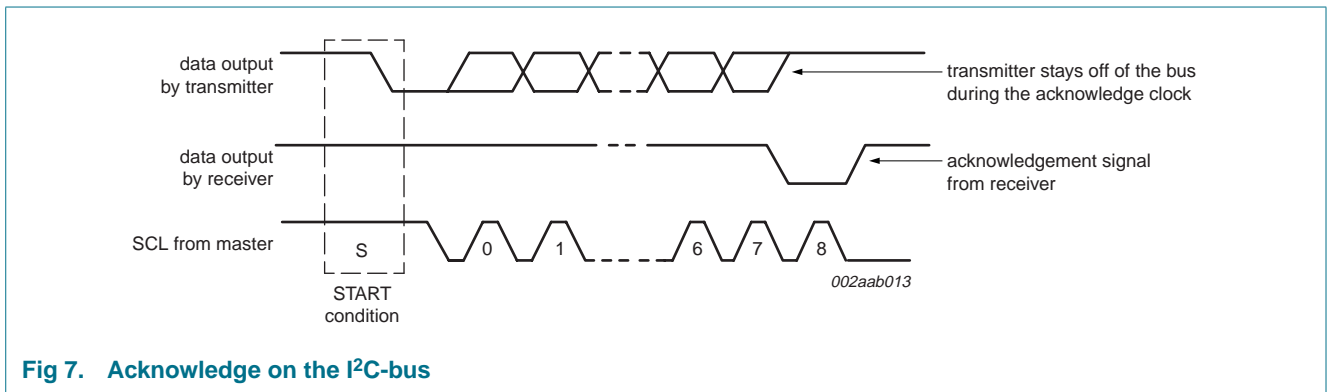 data output
by transmitter
transmitter stays off of the bus
during the acknowledge clock
data output
by receiver
acknowledgement signal
from receiver
SCL from master
S
0
1
6
7
8
002aab013
START
condition
Fig 7. Acknowledge on the I²C-bus